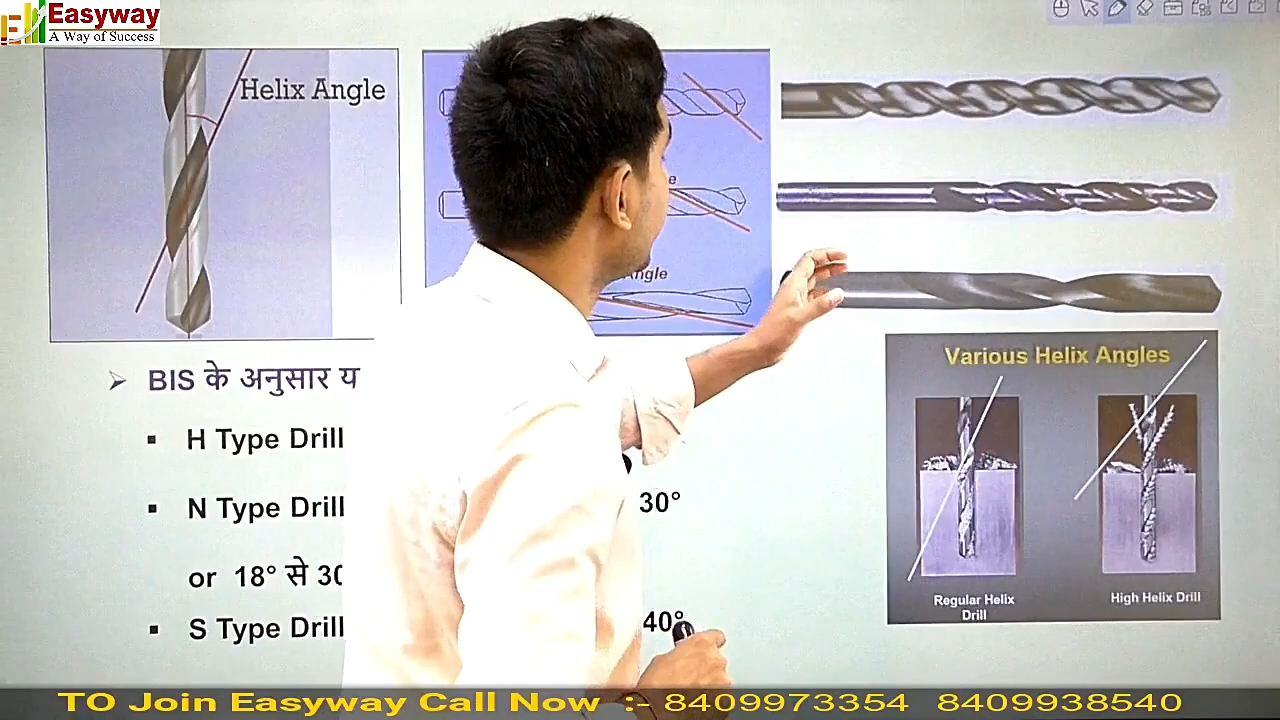 Easyway
A Way of Success
Helix Angle
Angle
BIS के अनुसार य
H Type Drill
N Type Drill
30°
or 18° से 30
S Type Drill
40°
Various Helix Angles
Regular Helix
Drill
High Helix Drill
TO Join Easyway Call Now :- 8409973354 8409938540